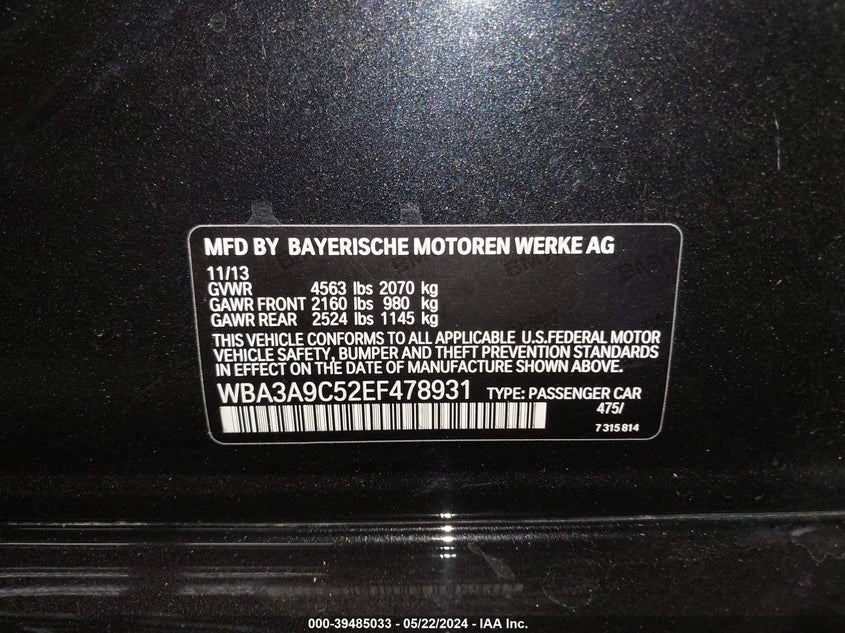 MFD BY BAYERISCHE MOTOREN WERKE AG
11/13
GVWR 4563 lbs 2070 kg
GAWR FRONT 2160 lbs 980 kg
GAWR REAR 2524 lbs 1145 kg
THIS VEHICLE CONFORMS TO ALL APPLICABLE U.S.FEDERAL MOTOR
VEHICLE SAFETY, BUMPER AND THEFT PREVENTION STANDARDS
IN EFFECT ON THE DATE OF MANUFACTURE SHOWN ABOVE.
WBA3A9C52EF478931 TYPE: PASSENGER CAR
475/
7 315 814
000-39485033 - 05/22/2024 - IAA Inc.